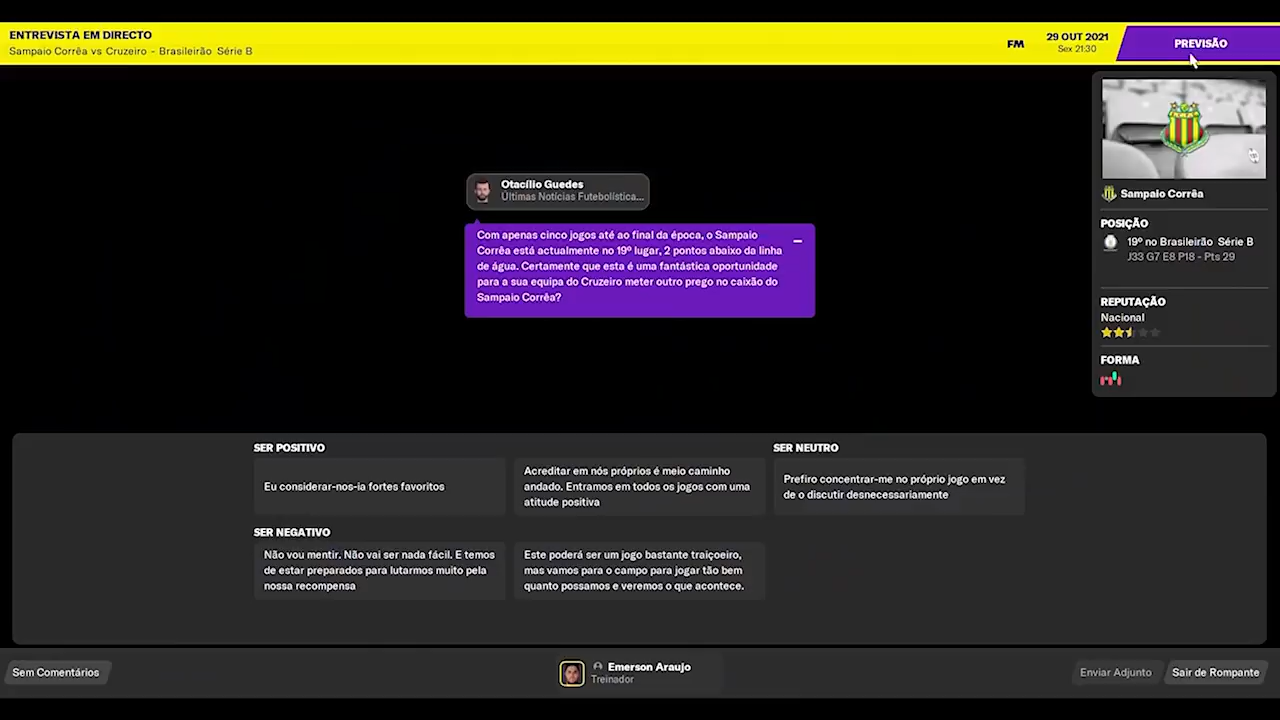 ENTREVISTA EM DIRECTO
Sampaio Corrêa vs Cruzeiro - Brasileirão Série B
FM
29 OUT 2021
Sex 21:30
PREVISÃO
Otacílio Guedes
Últimas Notícias Futebolística...
Com apenas cinco jogos até ao final da época, o Sampaio
Corrêa está actualmente no 19º lugar, 2 pontos abaixo da linha
de água. Certamente que esta é uma fantástica oportunidade
para a sua equipa do Cruzeiro meter outro prego no caixão do
Sampaio Corrêa?
Sampaio Corrêa
POSIÇÃO
19º no Brasileirão Série B
J33 G7 E8 P18 - Pts 29
REPUTAÇÃO
Nacional
FORMA
SER POSITIVO
Eu considerar-nos-ia fortes favoritos
Acreditar em nós próprios é meio caminho
andado. Entramos em todos os jogos com uma
atitude positiva
SER NEUTRO
Prefiro concentrar-me no próprio jogo em vez
de o discutir desnecessariamente
SER NEGATIVO
Não vou mentir. Não vai ser nada fácil. E temos
de estar preparados para lutarmos muito pela
nossa recompensa
Este poderá ser um jogo bastante traiçoeiro,
mas vamos para o campo para jogar tão bem
quanto possamos e veremos o que acontece.
Sem Comentários
Emerson Araujo
Treinador
Enviar Adjunto
Sair de Rompante